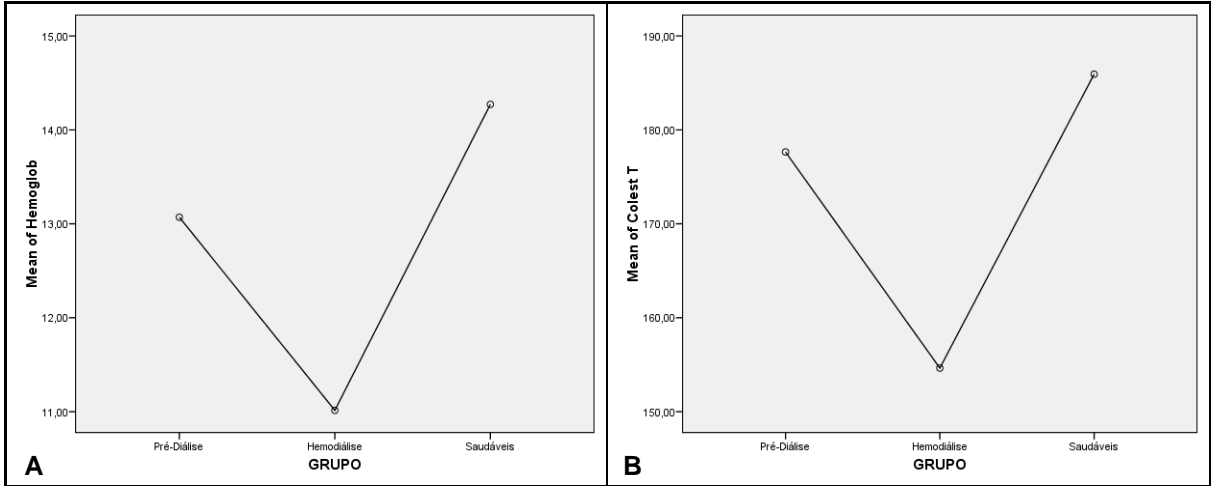 15,00
14,00
13,00
12,00
11,00
Mean of Hemoglob
Pré-Diálise
Hemodiálise
Saudáveis
GRUPO
A
190,00
180,00
170,00
160,00
150,00
Mean of Colest T
Pré-Diálise
Hemodiálise
Saudáveis
GRUPO
B